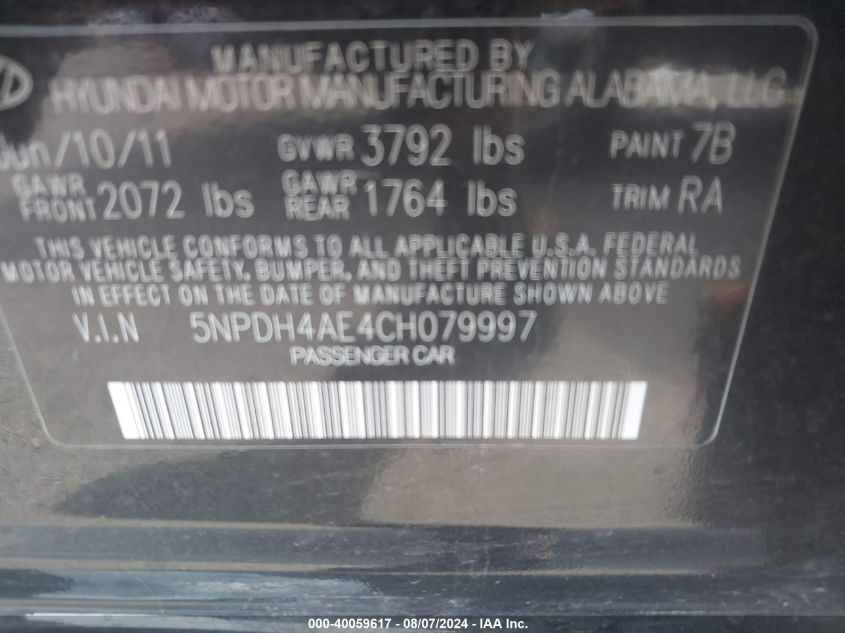 MANUFACTURED BY
HYUNDAI MOTOR MANUFACTURING ALABAMA, LLC
Jun/10/11 GVWR 3792 lbs PAINT 7B
GAWR FRONT 2072 lbs GAWR REAR 1764 lbs TRIM RA
THIS VEHICLE CONFORMS TO ALL APPLICABLE U.S.A. FEDERAL
MOTOR VEHICLE SAFETY, BUMPER, AND THEFT PREVENTION STANDARDS
IN EFFECT ON THE DATE OF MANUFACTURE SHOWN ABOVE
V.I.N 5NPDH4AE4CH079997
PASSENGER CAR
000-40059617 - 08/07/2024 - IAA Inc.